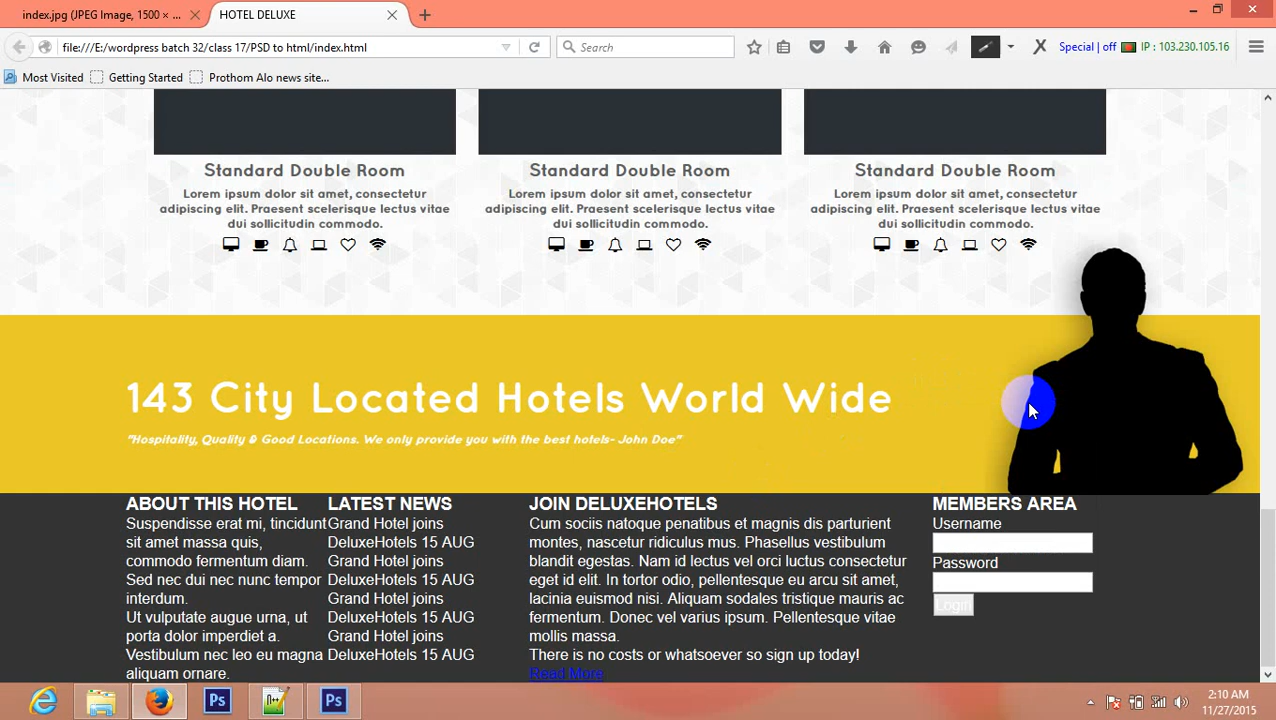 index.jpg (JPEG Image, 1500 × ...
HOTEL DELUXE
file:///E:/wordpress batch 32/class 17/PSD to html/index.html
Search
Special | off
IP : 103.230.105.16
Most Visited
Getting Started
Prothom Alo news site...
Standard Double Room
Lorem ipsum dolor sit amet, consectetur
adipiscing elit. Praesent scelerisque lectus vitae
dui sollicitudin commodo.
Standard Double Room
Lorem ipsum dolor sit amet, consectetur
adipiscing elit. Praesent scelerisque lectus vitae
dui sollicitudin commodo.
Standard Double Room
Lorem ipsum dolor sit amet, consectetur
adipiscing elit. Praesent scelerisque lectus vitae
dui sollicitudin commodo.
143 City Located Hotels World Wide
"Hospitality, Quality & Good Locations. We only provide you with the best hotels- John Doe"
ABOUT THIS HOTEL
Suspendisse erat mi, tincidunt
sit amet massa quis,
commodo fermentum diam.
Sed nec dui nec nunc tempor
interdum.
Ut vulputate augue urna, ut
porta dolor imperdiet a.
Vestibulum nec leo eu magna
aliquam ornare.
LATEST NEWS
Grand Hotel joins
DeluxeHotels 15 AUG
Grand Hotel joins
DeluxeHotels 15 AUG
Grand Hotel joins
DeluxeHotels 15 AUG
Grand Hotel joins
DeluxeHotels 15 AUG
JOIN DELUXEHOTELS
Cum sociis natoque penatibus et magnis dis parturient
montes, nascetur ridiculus mus. Phasellus vestibulum
blandit egestas. Nam id lectus vel orci luctus consectetur
eget id elit. In tortor odio, pellentesque eu arcu sit amet,
lacinia euismod nisi. Aliquam sodales tristique mauris ac
fermentum. Donec vel varius ipsum. Pellentesque vitae
mollis massa.
There is no costs or whatsoever so sign up today!
Read More
MEMBERS AREA
Username
Password
Login
Ps
Ps
2:10 AM
11/27/2015